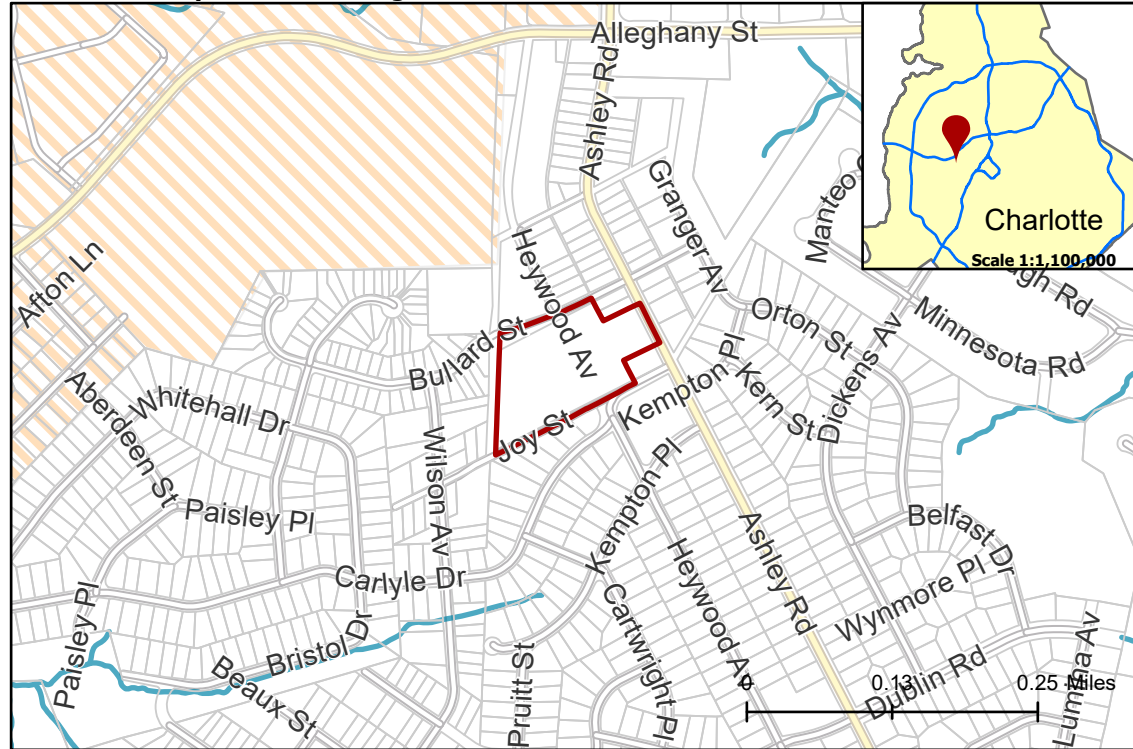 Alleghany St
Ashley Rd
Charlotte
Scale 1:1,100,000
Granger Av
Manteo
Heywood Av
Afton Ln
Orton St
Minnesota Rd
Bullard St
Dickens Av
Kempton Pl
Kern St
Aberdeen St
Whitehall Dr
Joy St
Wilson Av
Kempton Pl
Paisley Pl
Ashley Rd
Belfast Dr
Heywood Av
Carlyle Dr
Wynmore Pl
Cartwright Pl
Paisley Pl
Bristol Dr
Beaux St
Pruitt St
Dublin Rd
Lumina Av
0 0.13 0.25 Miles